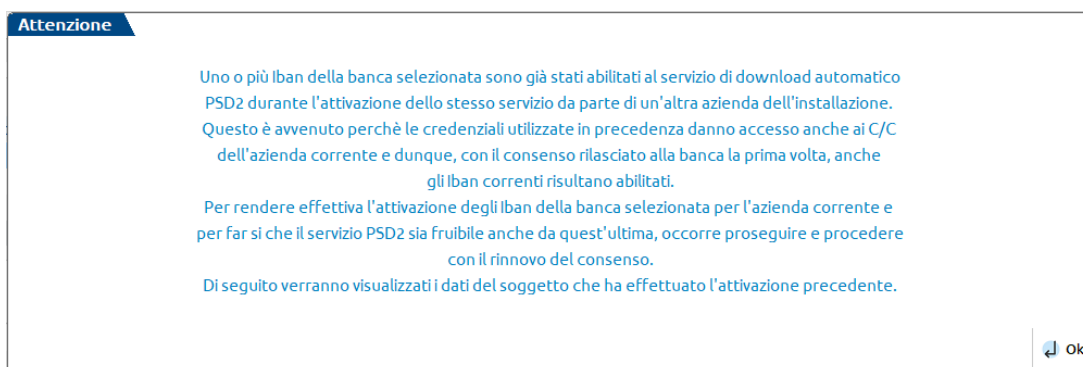 Attenzione
Uno o più Iban della banca selezionata sono già stati abilitati al servizio di download automatico
PSD2 durante l'attivazione dello stesso servizio da parte di un'altra azienda dell'installazione.
Questo è avvenuto perchè le credenziali utilizzate in precedenza danno accesso anche ai C/C
dell'azienda corrente e dunque, con il consenso rilasciato alla banca la prima volta, anche
gli Iban correnti risultano abilitati.
Per rendere effettiva l'attivazione degli Iban della banca selezionata per l'azienda corrente e
per far si che il servizio PSD2 sia fruibile anche da quest'ultima, occorre proseguire e procedere
con il rinnovo del consenso.
Di seguito verranno visualizzati i dati del soggetto che ha effettuato l'attivazione precedente.
Ok